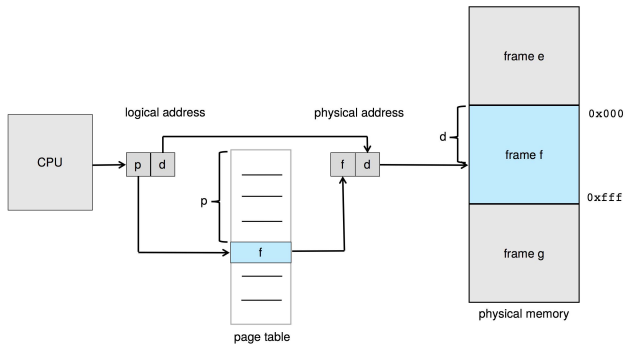 frame e
logical address
physical address
0x000
d
CPU
p d
f d
frame f
p
0xfff
f
frame g
physical memory
page table